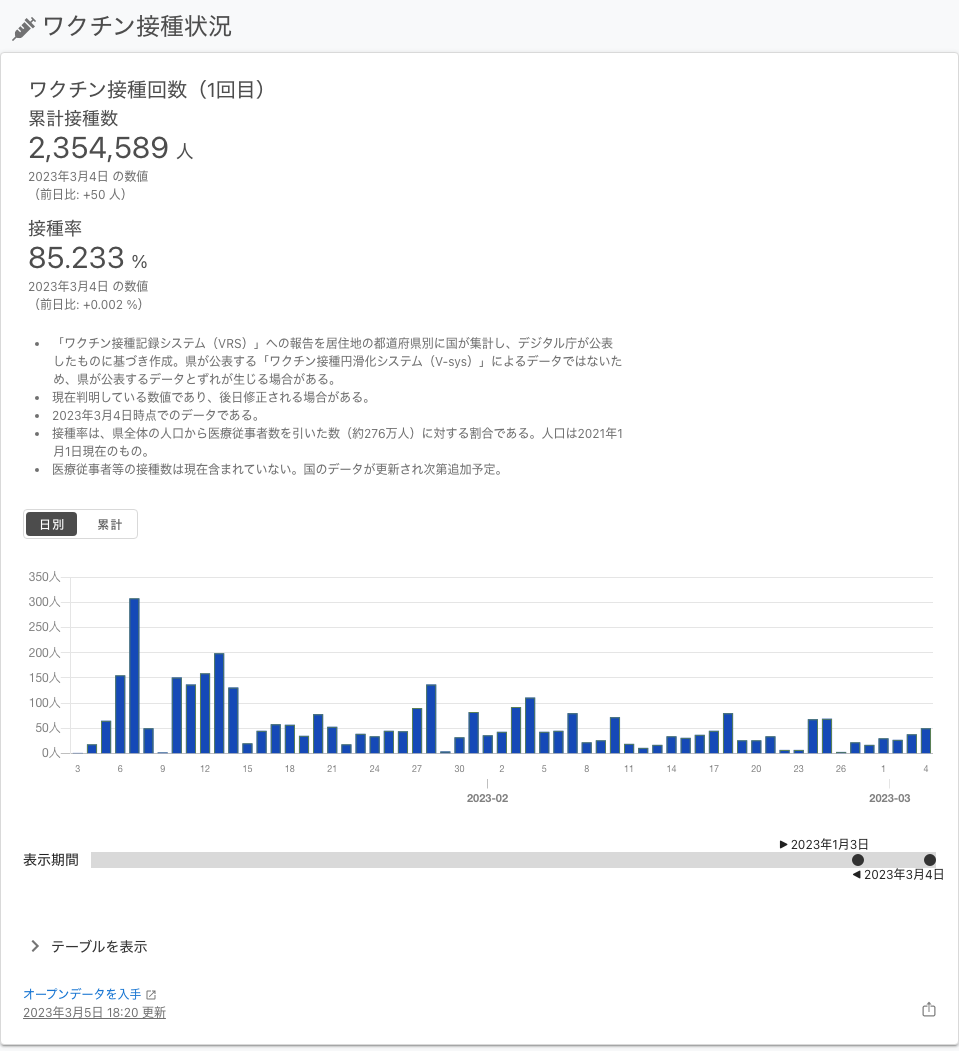 ワクチン接種状況
ワクチン接種回数（1回目）
累計接種数
2,354,589 人
2023年3月4日 の数値
（前日比: +50 人）
接種率
85.233 %
2023年3月4日 の数値
（前日比: +0.002 %）
• 「ワクチン接種記録システム（VRS）」への報告を居住地の都道府県別に国が集計し、デジタル庁が公表
したものに基づき作成。県が公表する「ワクチン接種円滑化システム（V-sys）」によるデータではないた
め、県が公表するデータとずれが生じる場合がある。
• 現在判明している数値であり、後日修正される場合がある。
• 2023年3月4日時点でのデータである。
• 接種率は、県全体の人口から医療従事者数を引いた数（約276万人）に対する割合である。人口は2021年1
月1日現在のもの。
• 医療従事者等の接種数は現在含まれていない。国のデータが更新され次第追加予定。
日別 累計
350人
300人
250人
200人
150人
100人
50人
0人
3 6 9 12 15 18 21 24 27 30 2 5 8 11 14 17 20 23 26 1 4
2023-02 2023-03
▶ 2023年1月3日
表示期間
◀ 2023年3月4日
テーブルを表示
オープンデータを入手
2023年3月5日 18:20 更新